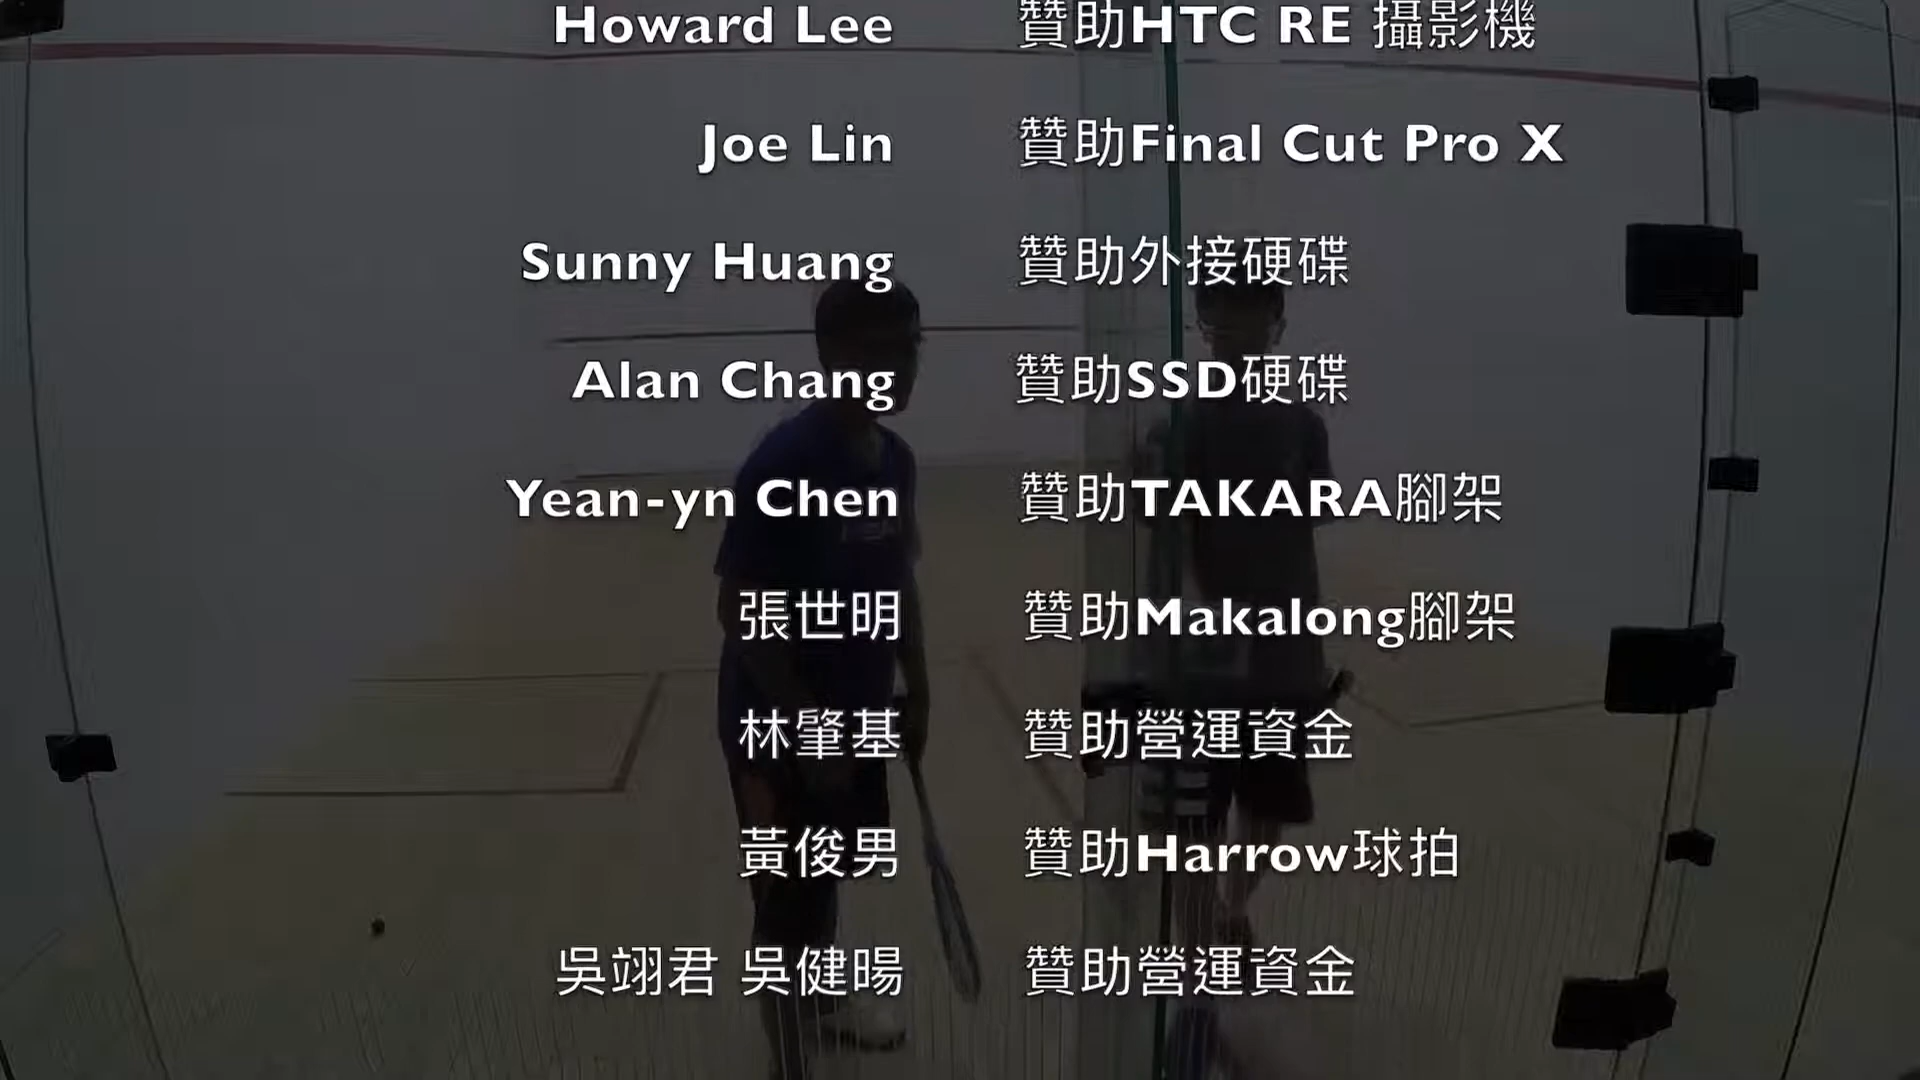 Howard Lee 贊助HTC RE 攝影機
Joe Lin 贊助Final Cut Pro X
Sunny Huang 贊助外接硬碟
Alan Chang 贊助SSD硬碟
Yean-yn Chen 贊助TAKARA腳架
張世明 贊助Makalong腳架
林肇基 贊助營運資金
黃俊男 贊助Harrow球拍
吳翊君 吳健暘 贊助營運資金